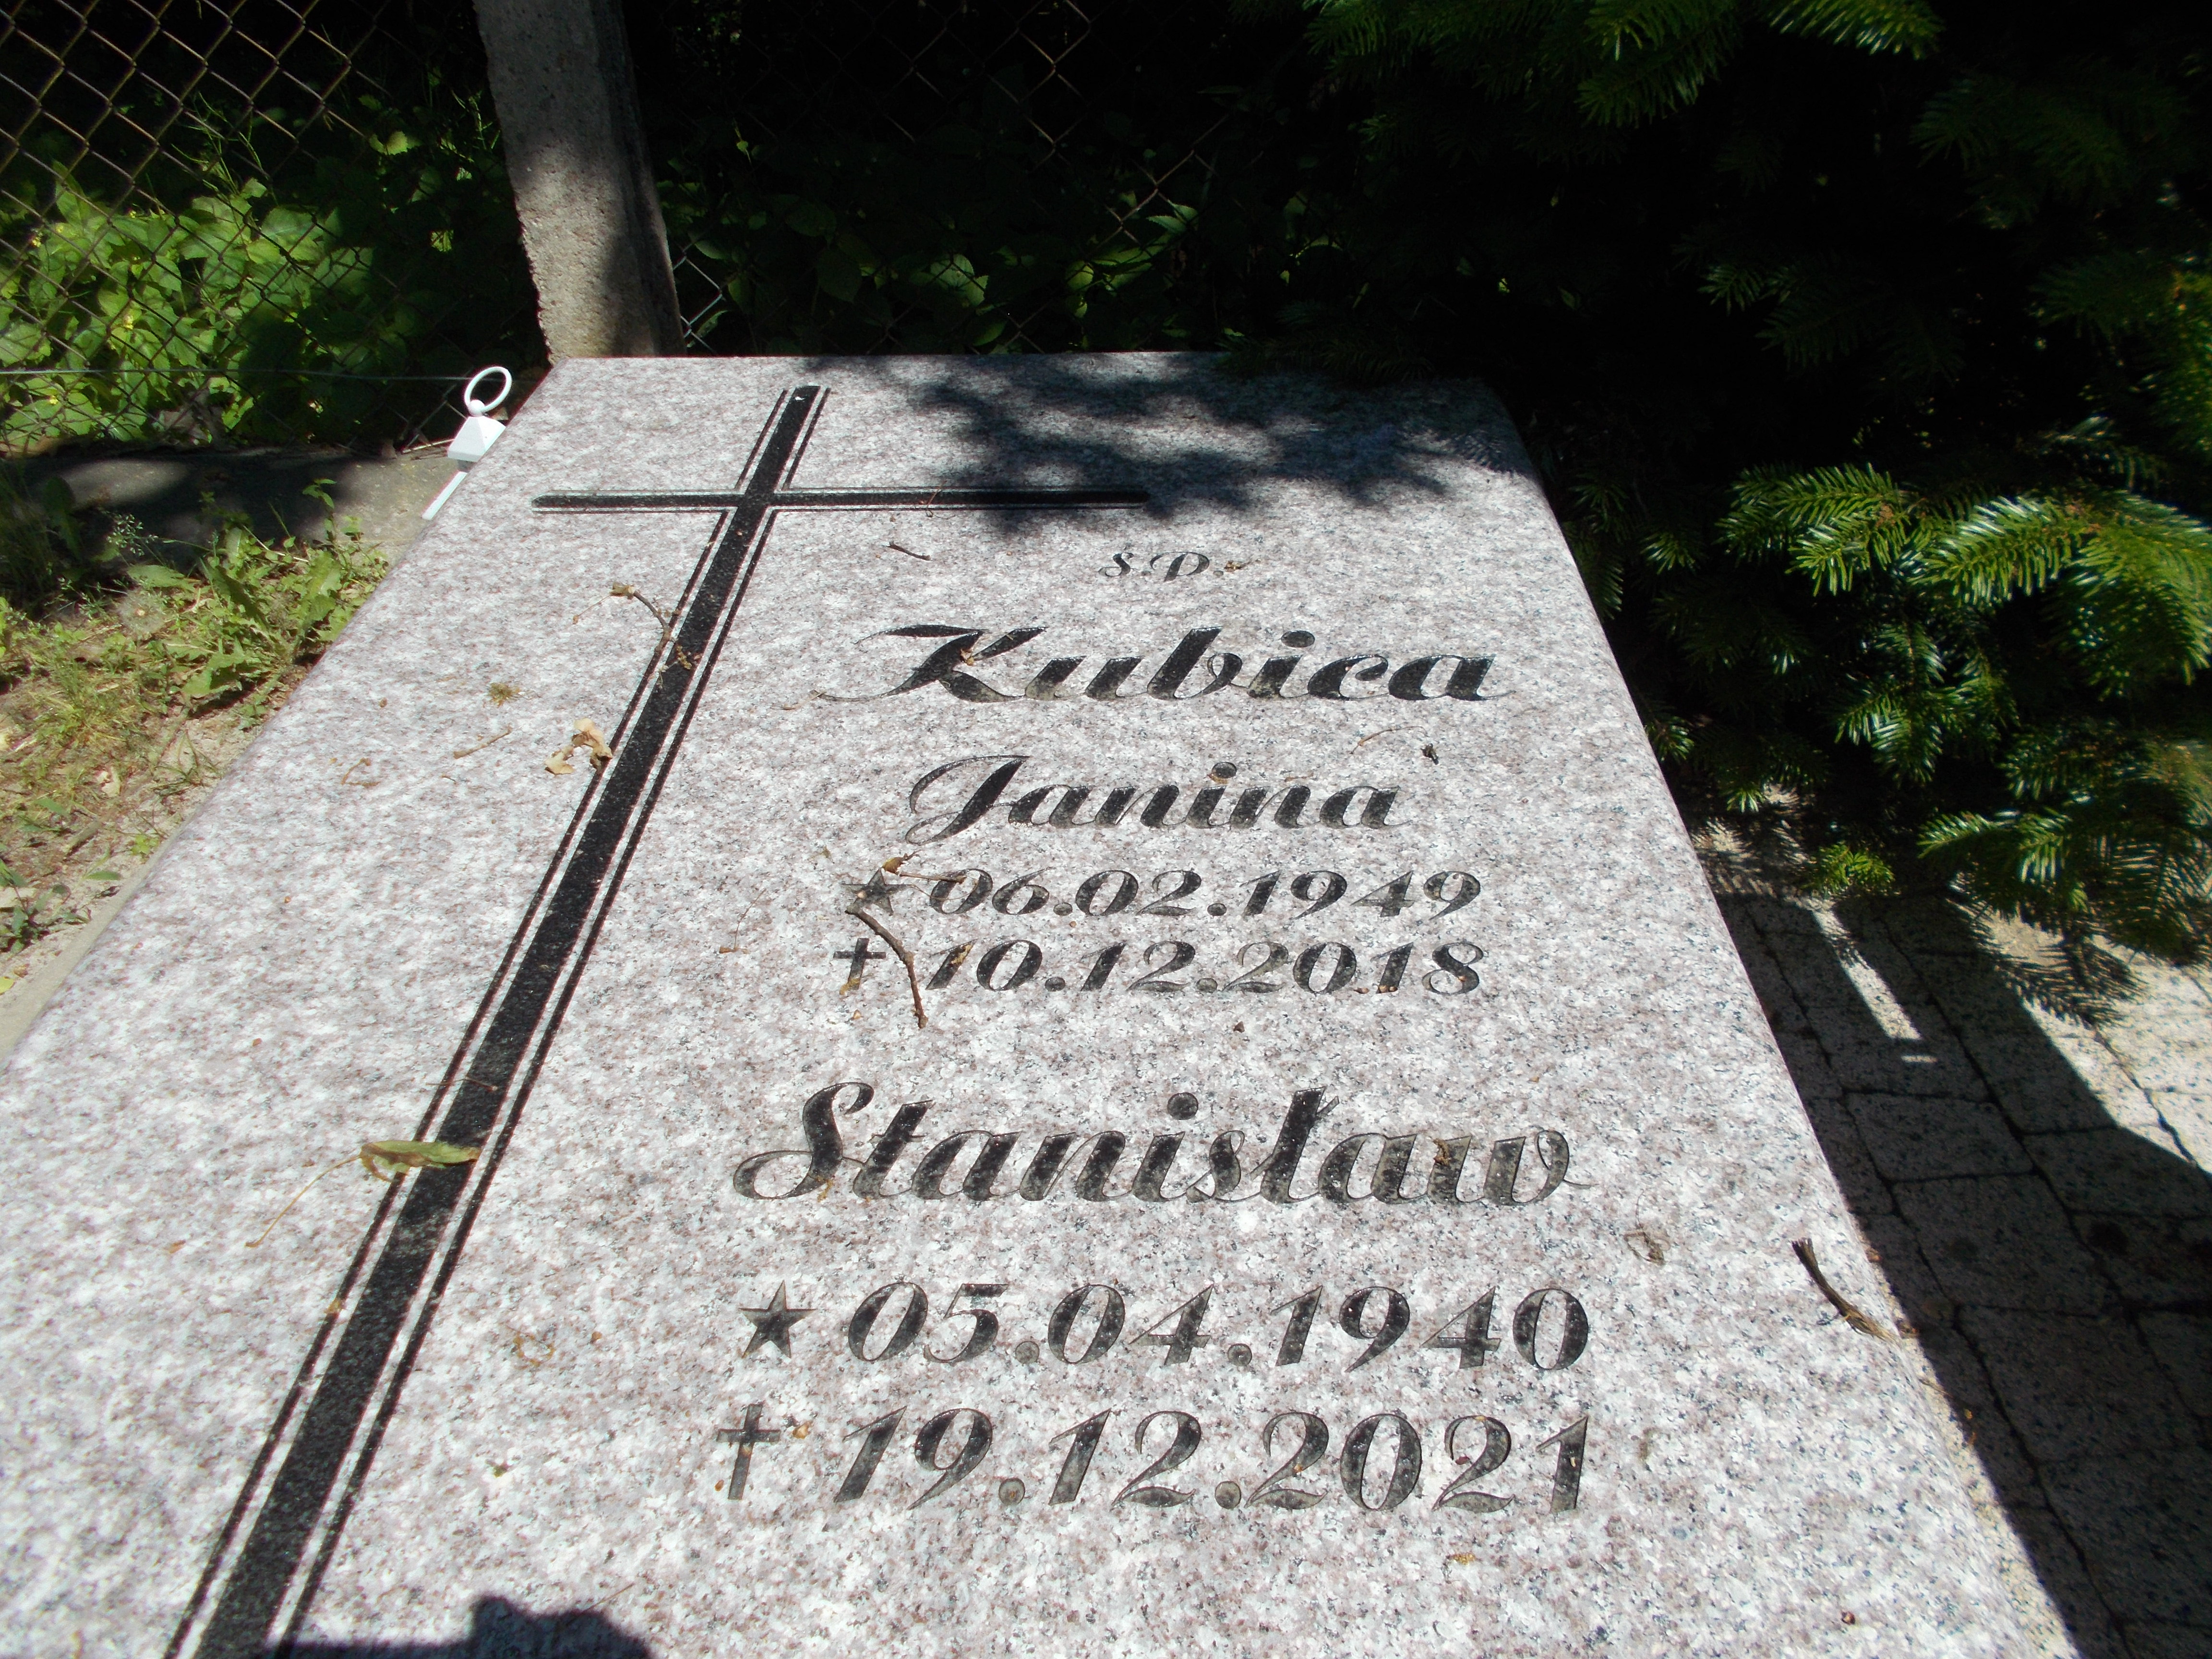 Ś.P.
Kubica
Janina
★ 06.02.1949
✝ 10.12.2018
Stanisław
★ 05.04.1940
✝ 19.12.2021